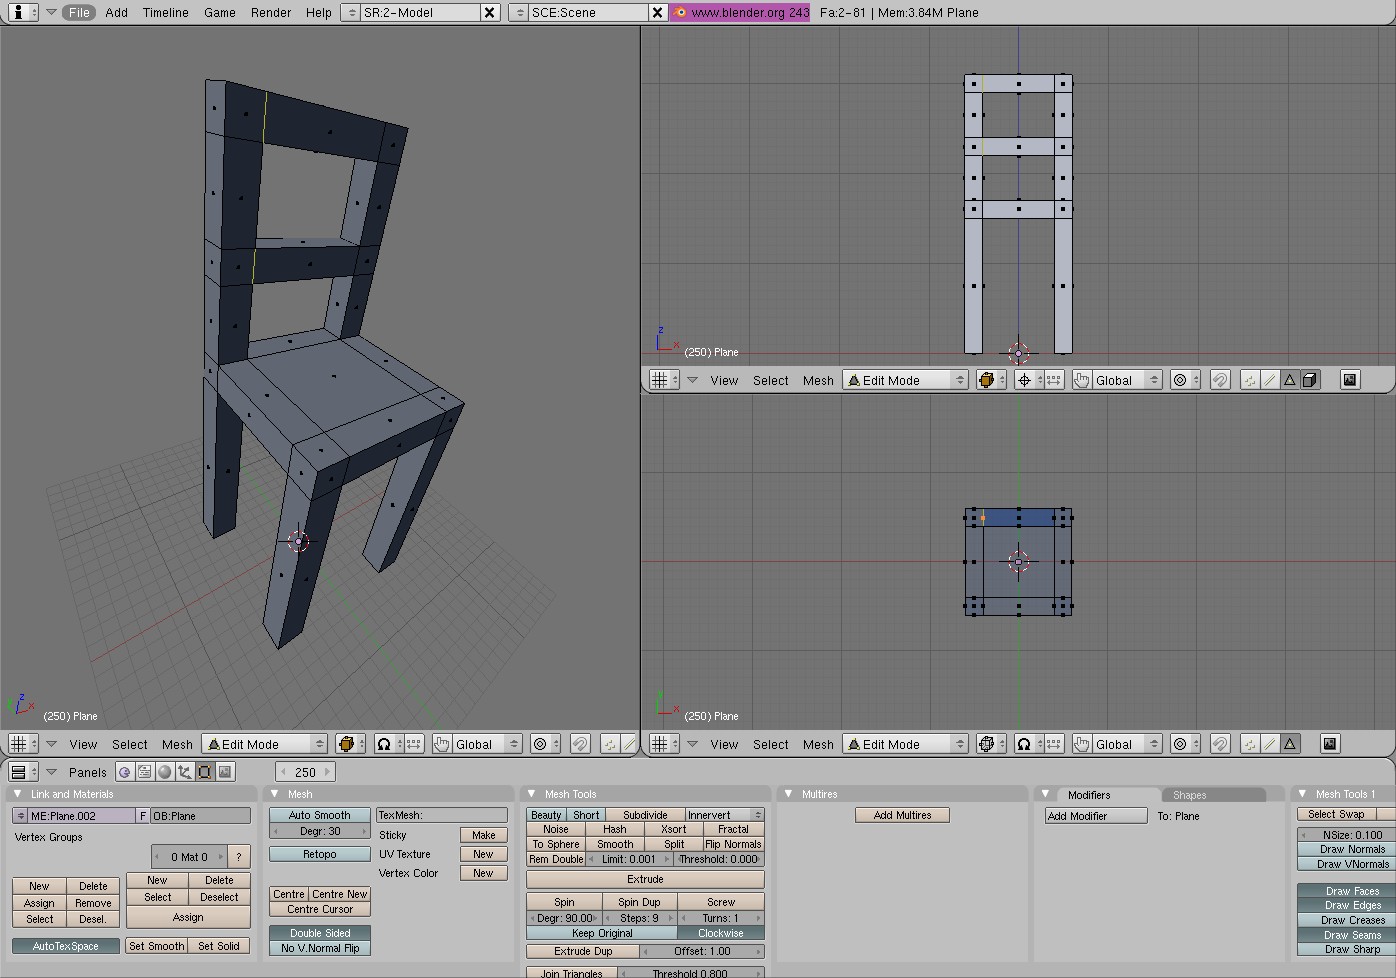 File Add Timeline Game Render Help SR:2-Model SCE:Scene www.blender.org 243 Fa:2-81 | Mem:3.84M Plane
z
x
(250) Plane
View Select Mesh Edit Mode Global
x
(250) Plane
z
x
(250) Plane
View Select Mesh Edit Mode Global
View Select Mesh Edit Mode Global
Panels 250
Link and Materials
ME:Plane.002 F OB:Plane
Vertex Groups
0 Mat 0 ?
New Delete
Assign Remove
Select Desel.
New Delete
Select Deselect
Assign
AutoTexSpace Set Smooth Set Solid
Mesh
Auto Smooth
Degr: 30
Retopo
Centre Centre New
Centre Cursor
Double Sided
No V.Normal Flip
TexMesh:
Sticky Make
UV Texture New
Vertex Color New
Mesh Tools
Beauty Short Subdivide Innervert
Noise Hash Xsort Fractal
To Sphere Smooth Split Flip Normals
Rem Double Limit: 0.001 Threshold: 0.000
Extrude
Spin Spin Dup Screw
Degr: 90.00 Steps: 9 Turns: 1
Keep Original Clockwise
Extrude Dup Offset: 1.00
Join Triangles Threshold 0.800
Multires
Add Multires
Modifiers Shapes
Add Modifier To: Plane
Mesh Tools 1
Select Swap
NSize: 0.100
Draw Normals
Draw VNormals
Draw Faces
Draw Edges
Draw Creases
Draw Seams
Draw Sharp